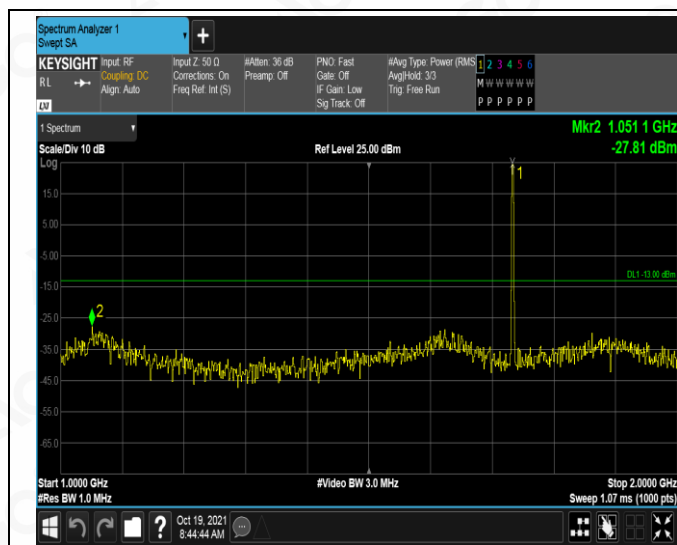 Spectrum Analyzer 1
Swept SA
+
KEYSIGHT Input: RF Input Z: 50 Ω #Atten: 36 dB PNO: Fast #Avg Type: Power (RMS 1 2 3 4 5 6
RL Coupling: DC Corrections: On Preamp: Off Gate: Off Avg|Hold: 3/3 M W W W W W
Align: Auto Freq Ref: Int (S) IF Gain: Low Trig: Free Run
Sig Track: Off P P P P P P
LXI
1 Spectrum Mkr2 1.051 1 GHz
Scale/Div 10 dB Ref Level 25.00 dBm -27.81 dBm
Log
1
15.0
5.00
-5.00
DL1 -13.00 dBm
-15.0
2
-25.0
-35.0
-45.0
-55.0
-65.0
Start 1.0000 GHz #Video BW 3.0 MHz Stop 2.0000 GHz
#Res BW 1.0 MHz Sweep 1.07 ms (1000 pts)
? Oct 19, 2021
8:44:44 AM